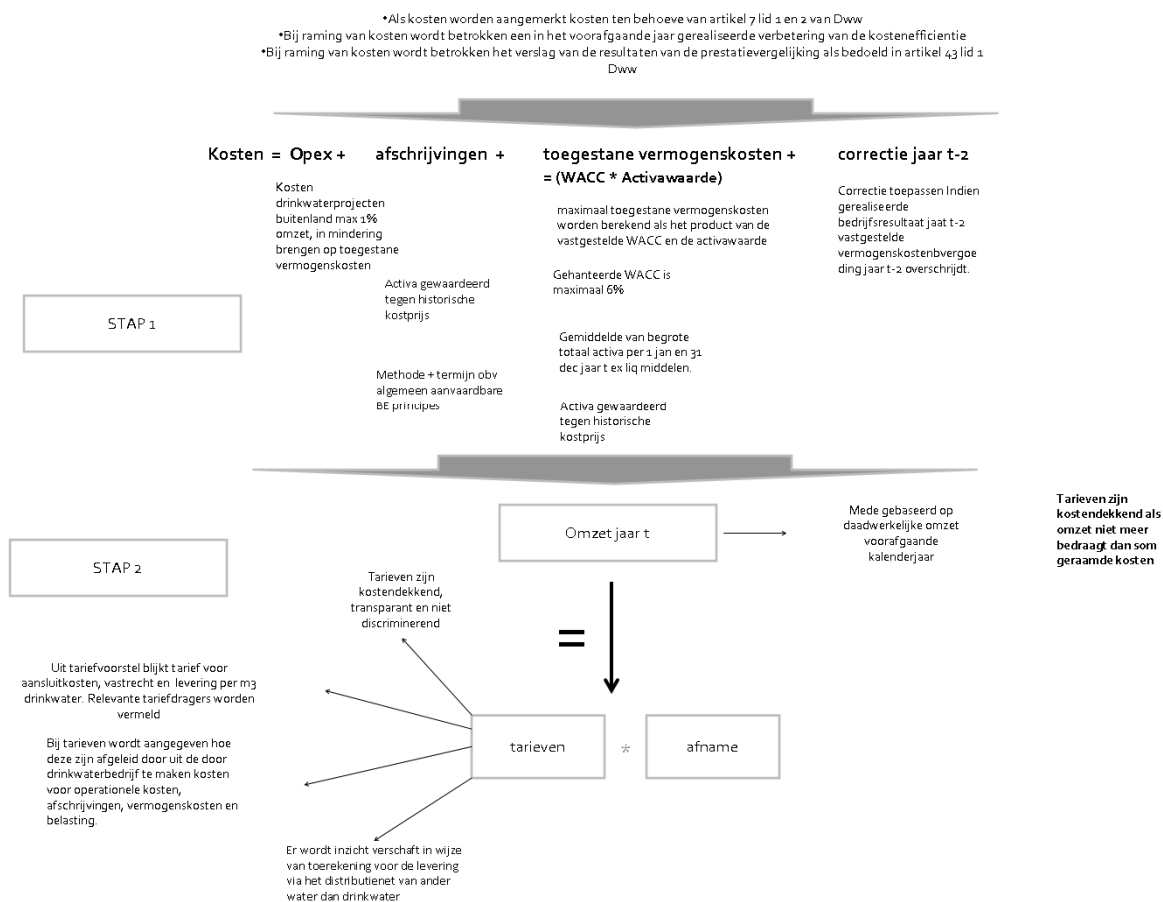 •Als kosten worden aangemerkt kosten ten behoeve van artikel 7 lid 1 en 2 van Dww
•Bij raming van kosten wordt betrokken een in het voorafgaande jaar gerealiseerde verbetering van de kostenefficientie
•Bij raming van kosten wordt betrokken het verslag van de resultaten van de prestatievergelijking als bedoeld in artikel 43 lid 1
Dww
Kosten = Opex + afschrijvingen + toegestane vermogenskosten + correctie jaar t-2
= (WACC * Activawaarde)
Kosten
drinkwaterprojecten
buitenland max 1%
omzet, in mindering
brengen op toegestane
vermogenskosten
Activa gewaardeerd
tegen historische
kostprijs
Methode + termijn obv
algemeen aanvaardbare
BE principes
maximaal toegestane vermogenskosten
worden berekend als het product van de
vastgestelde WACC en de activawaarde
Gehanteerde WACC is
maximaal 6%
Gemiddelde van begrote
totaal activa per 1 jan en 31
dec jaar t ex liq middelen.
Activa gewaardeerd
tegen historische
kostprijs
Correctie toepassen Indien
gerealiseerde
bedrijfsresultaat jaat t-2
vastgestelde
vermogenskostenbvergoe
ding jaar t-2 overschrijdt.
STAP 1
STAP 2
Omzet jaar t
Mede gebaseerd op
daadwerkelijke omzet
voorafgaande
kalenderjaar
Tarieven zijn
kostendekkend als
omzet niet meer
bedraagt dan som
geraamde kosten
Tarieven zijn
kostendekkend,
transparant en niet
discriminerend
=
Uit tariefvoorstel blijkt tarief voor
aansluitkosten, vastrecht en levering per m3
drinkwater. Relevante tariefdragers worden
vermeld
tarieven * afname
Bij tarieven wordt aangegeven hoe
deze zijn afgeleid door uit de door
drinkwaterbedrijf te maken kosten
voor operationele kosten,
afschrijvingen, vermogenskosten en
belasting.
Er wordt inzicht verschaft in wijze
van toerekening voor de levering
via het distributienet van ander
water dan drinkwater